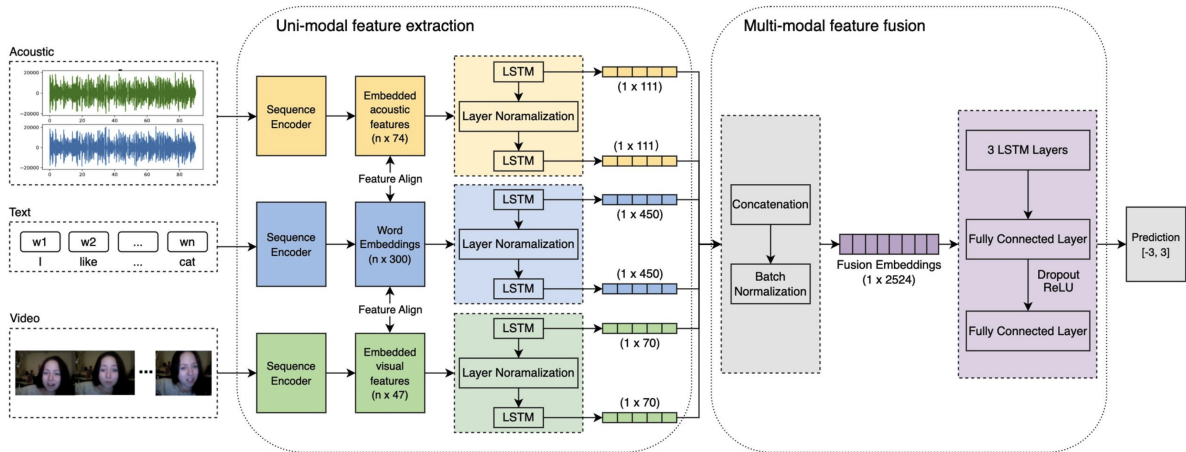 Uni-modal feature extraction
Multi-modal feature fusion
Acoustic
20000
0
-20000
0
20
40
60
80
20000
0
-20000
0
20
40
60
80
Sequence
Encoder
Embedded
acoustic
features
(n x 74)
LSTM
Layer Noramalization
LSTM
(1 x 111)
(1 x 111)
Feature Align
Text
w1
w2
...
wn
I
like
...
cat
Sequence
Encoder
Word
Embeddings
(n x 300)
LSTM
Layer Noramalization
LSTM
(1 x 450)
(1 x 450)
Feature Align
Video
...
Sequence
Encoder
Embedded
visual
features
(n x 47)
LSTM
Layer Noramalization
LSTM
(1 x 70)
(1 x 70)
Concatenation
Batch
Normalization
Fusion Embeddings
(1 x 2524)
3 LSTM Layers
Fully Connected Layer
Dropout
ReLU
Fully Connected Layer
Prediction
[-3, 3]